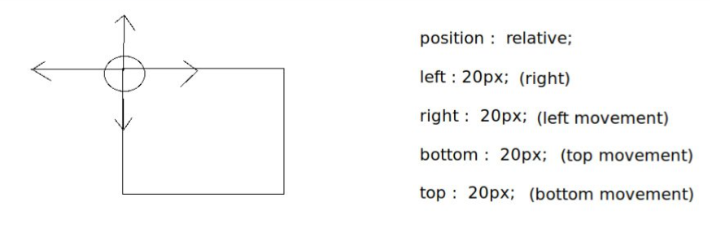 position : relative;
left : 20px; (right)
right : 20px; (left movement)
bottom : 20px; (top movement)
top : 20px; (bottom movement)